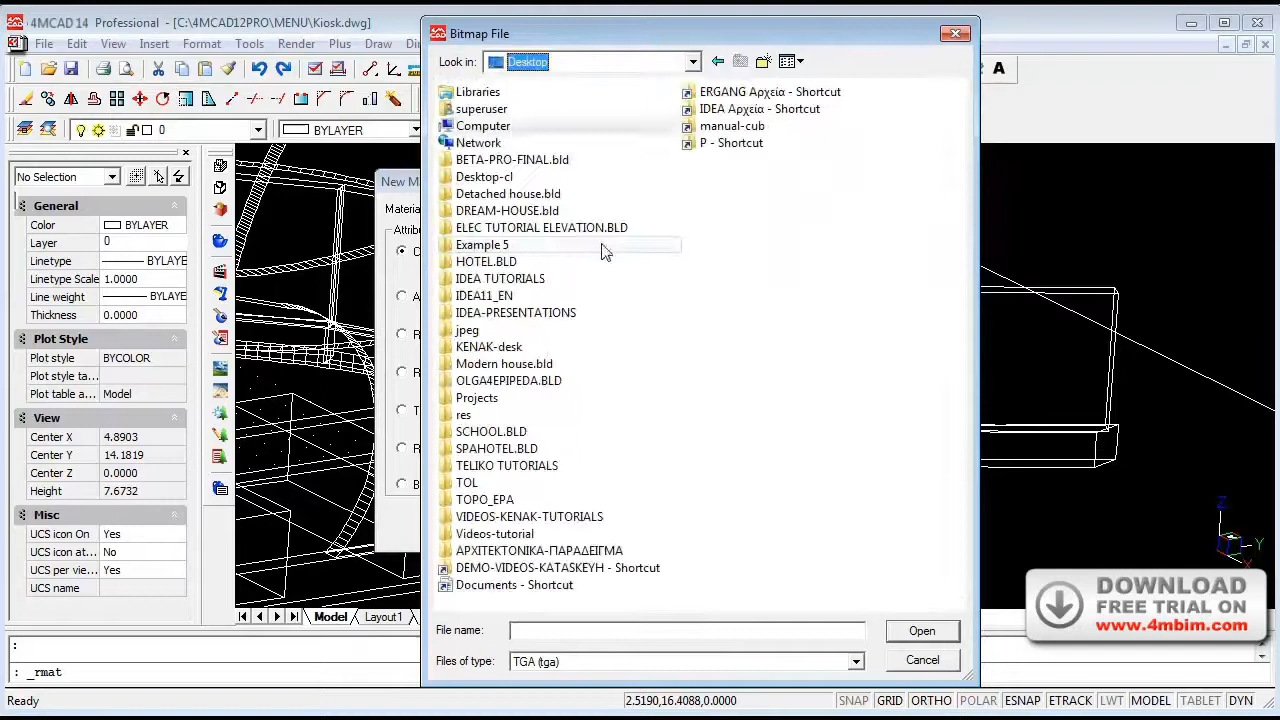 4MCAD 14 Professional - [C:\4MCAD12PRO\MENU\Kiosk.dwg]
File Edit View Insert Format Tools Render Plus Draw
0
BYLAYER
A
No Selection
General
Color BYLAYER
Layer 0
Linetype BYLAYE
Linetype Scale 1.0000
Line weight BYLAYE
Thickness 0.0000
Plot Style
Plot style BYCOLOR
Plot style ta...
Plot table a... Model
View
Center X 4.8903
Center Y 14.1819
Center Z 0.0000
Height 7.6732
Misc
UCS icon On Yes
UCS icon at... No
UCS per vie... Yes
UCS name
Bitmap File
Look in: Desktop
Libraries
superuser
Computer
Network
BETA-PRO-FINAL.bld
Desktop-cl
Detached house.bld
DREAM-HOUSE.bld
ELEC TUTORIAL ELEVATION.BLD
Example 5
HOTEL.BLD
IDEA TUTORIALS
IDEA11_EN
IDEA-PRESENTATIONS
jpeg
KENAK-desk
Modern house.bld
OLGA4EPIPEDA.BLD
Projects
res
SCHOOL.BLD
SPAHOTEL.BLD
TELIKO TUTORIALS
TOL
TOPO_EPA
VIDEOS-KENAK-TUTORIALS
Videos-tutorial
ΑΡΧΙΤΕΚΤΟΝΙΚΑ-ΠΑΡΑΔΕΙΓΜΑ
DEMO-VIDEOS-KATASKEYH - Shortcut
Documents - Shortcut
ERGANG Αρχεία - Shortcut
IDEA Αρχεία - Shortcut
manual-cub
P - Shortcut
File name:
Open
Files of type: TGA (tga)
Cancel
Z
Y
X
DOWNLOAD
FREE TRIAL ON
www.4mbim.com
Model Layout1
:
: _rmat
Ready
2.5190,16.4088,0.0000 SNAP GRID ORTHO POLAR ESNAP ETRACK LWT MODEL TABLET DYN